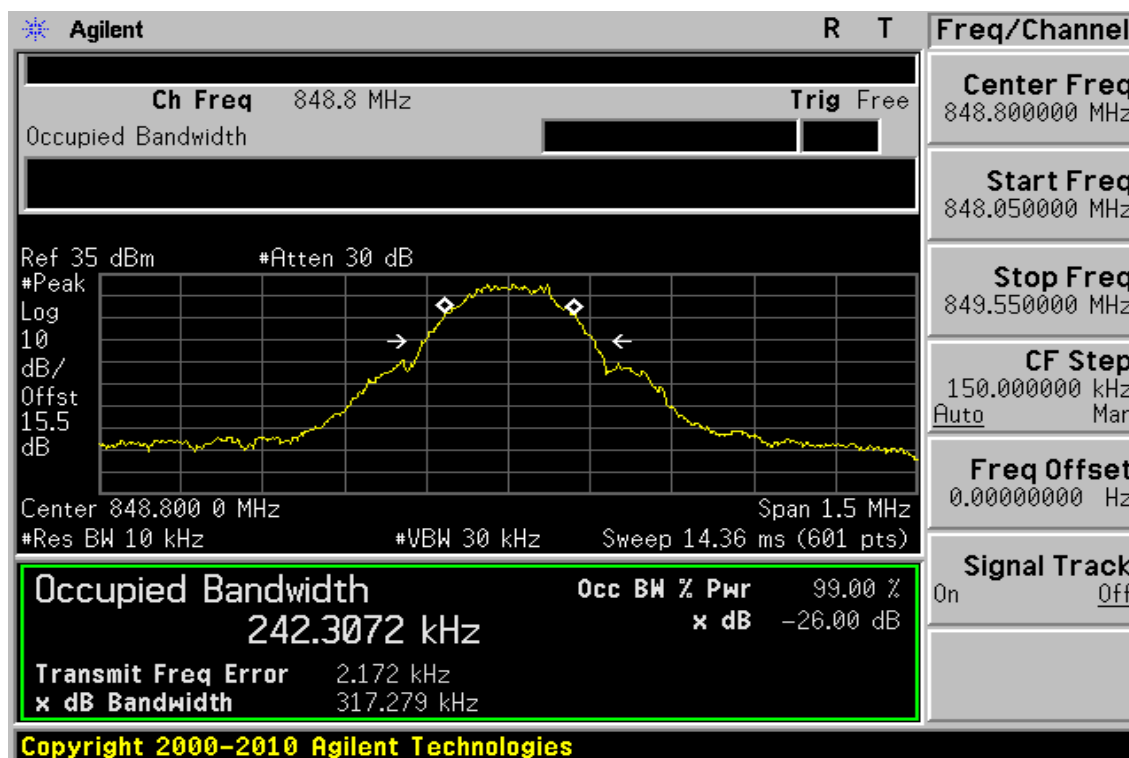 Agilent R T
Ch Freq 848.8 MHz Trig Free
Occupied Bandwidth
Ref 35 dBm #Atten 30 dB
#Peak
Log
10
dB/
Offst
15.5
dB
Center 848.800 0 MHz Span 1.5 MHz
#Res BW 10 kHz #VBW 30 kHz Sweep 14.36 ms (601 pts)
Occupied Bandwidth
242.3072 kHz
Occ BW % Pwr 99.00 %
x dB -26.00 dB
Transmit Freq Error 2.172 kHz
x dB Bandwidth 317.279 kHz
Copyright 2000-2010 Agilent Technologies
Freq/Channel
Center Freq
848.800000 MHz
Start Freq
848.050000 MHz
Stop Freq
849.550000 MHz
CF Step
150.000000 kHz
Auto Man
Freq Offset
0.00000000 Hz
Signal Track
On Off